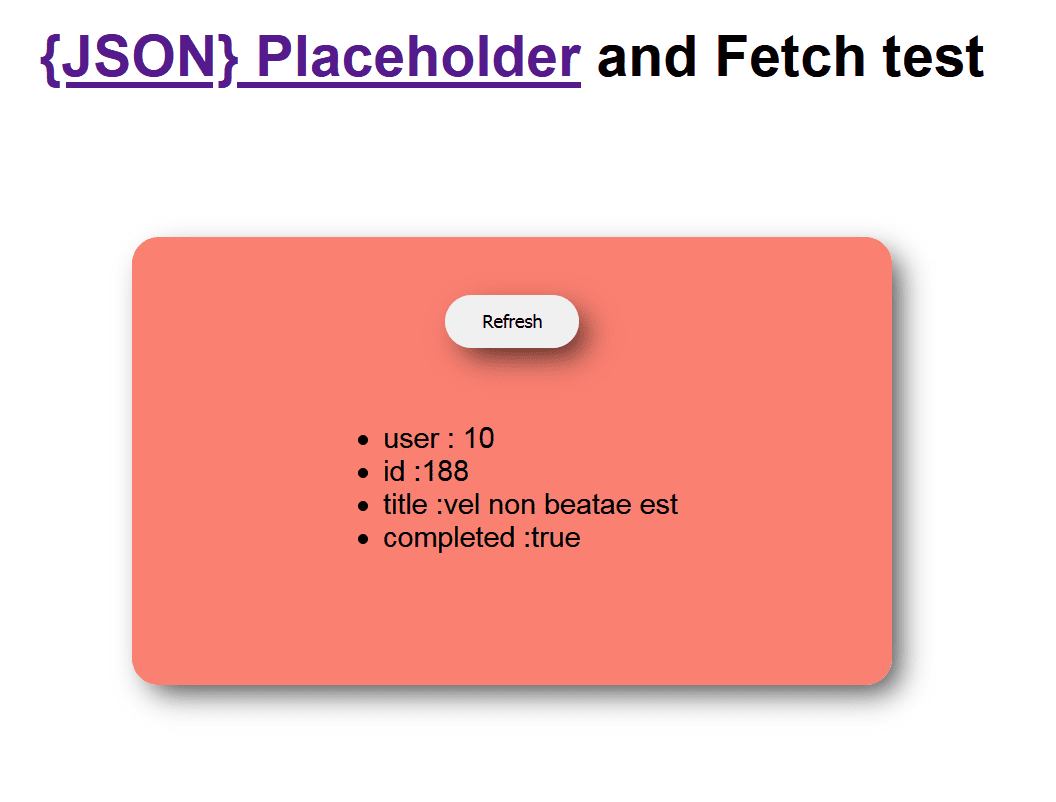 {JSON} Placeholder and Fetch test
Refresh
user : 10
id :188
title :vel non beatae est
completed :true